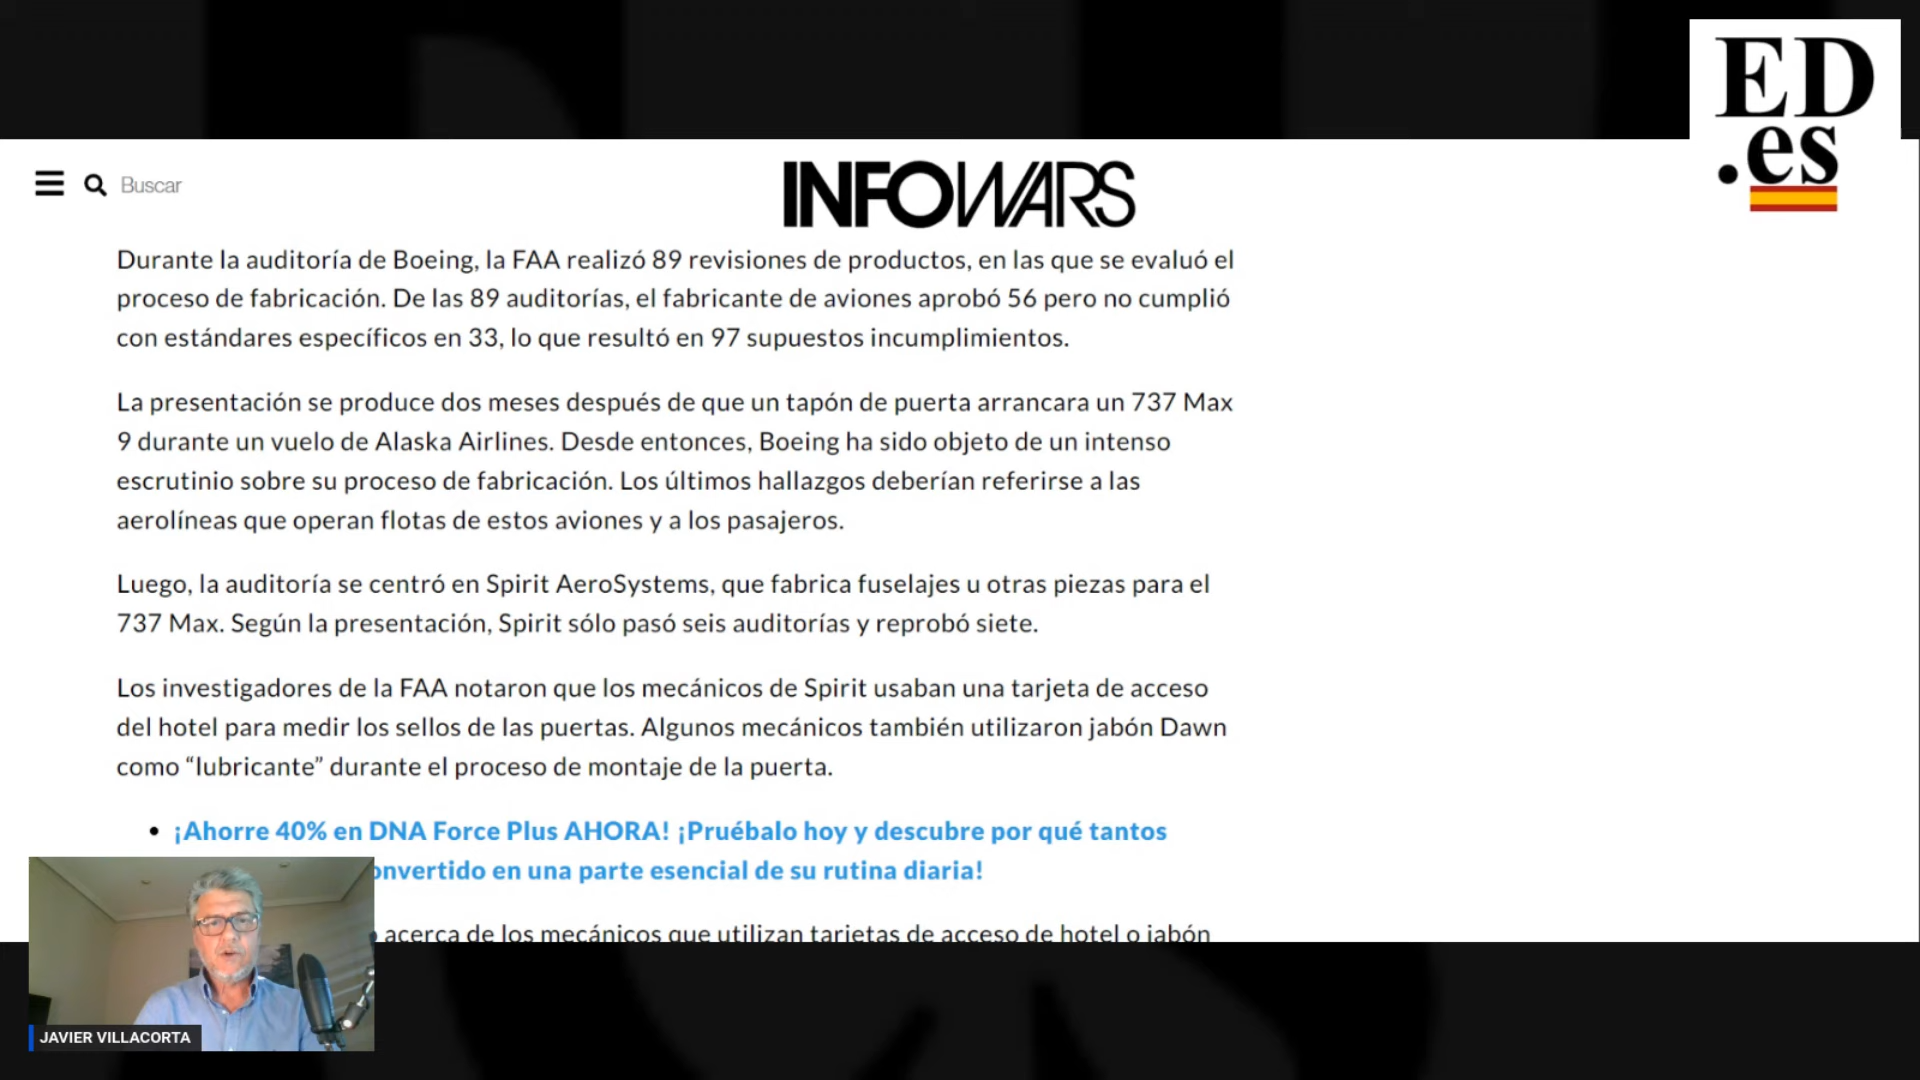 ED
.es
Buscar
INFOWARS
Durante la auditoría de Boeing, la FAA realizó 89 revisiones de productos, en las que se evaluó el
proceso de fabricación. De las 89 auditorías, el fabricante de aviones aprobó 56 pero no cumplió
con estándares específicos en 33, lo que resultó en 97 supuestos incumplimientos.
La presentación se produce dos meses después de que un tapón de puerta arrancara un 737 Max
9 durante un vuelo de Alaska Airlines. Desde entonces, Boeing ha sido objeto de un intenso
escrutinio sobre su proceso de fabricación. Los últimos hallazgos deberían referirse a las
aerolíneas que operan flotas de estos aviones y a los pasajeros.
Luego, la auditoría se centró en Spirit AeroSystems, que fabrica fuselajes u otras piezas para el
737 Max. Según la presentación, Spirit sólo pasó seis auditorías y reprobó siete.
Los investigadores de la FAA notaron que los mecánicos de Spirit usaban una tarjeta de acceso
del hotel para medir los sellos de las puertas. Algunos mecánicos también utilizaron jabón Dawn
como “lubricante” durante el proceso de montaje de la puerta.
• ¡Ahorre 40% en DNA Force Plus AHORA! ¡Pruébalo hoy y descubre por qué tantos
onvertido en una parte esencial de su rutina diaria!
acerca de los mecánicos que utilizan tarjetas de acceso de hotel o jabón
JAVIER VILLACORTA